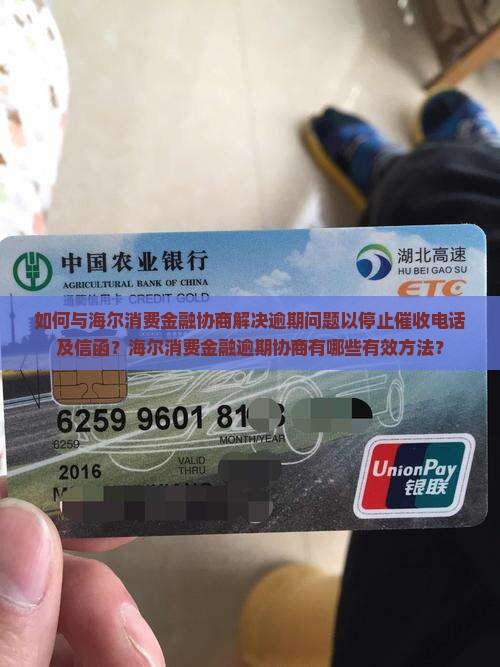 中国农业银行
AGRICULTURAL BANK OF CHINA
湖北高速
HU BEI GAO SU
ETC
CREDIT GOLD
如何与海尔消费金融协商解决逾期问题以停止催收电话
及信函？海尔消费金融逾期协商有哪些有效方法？
6259 9601 81
6259
MONTH/YEAR
2016
VALID
THRU
UnionPay
银联